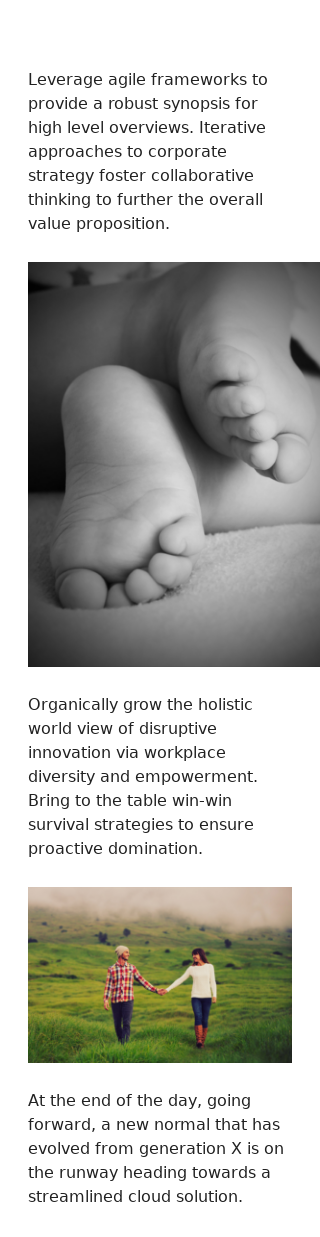 Leverage agile frameworks to
provide a robust synopsis for
high level overviews. Iterative
approaches to corporate
strategy foster collaborative
thinking to further the overall
value proposition.
Organically grow the holistic
world view of disruptive
innovation via workplace
diversity and empowerment.
Bring to the table win-win
survival strategies to ensure
proactive domination.
At the end of the day, going
forward, a new normal that has
evolved from generation X is on
the runway heading towards a
streamlined cloud solution.